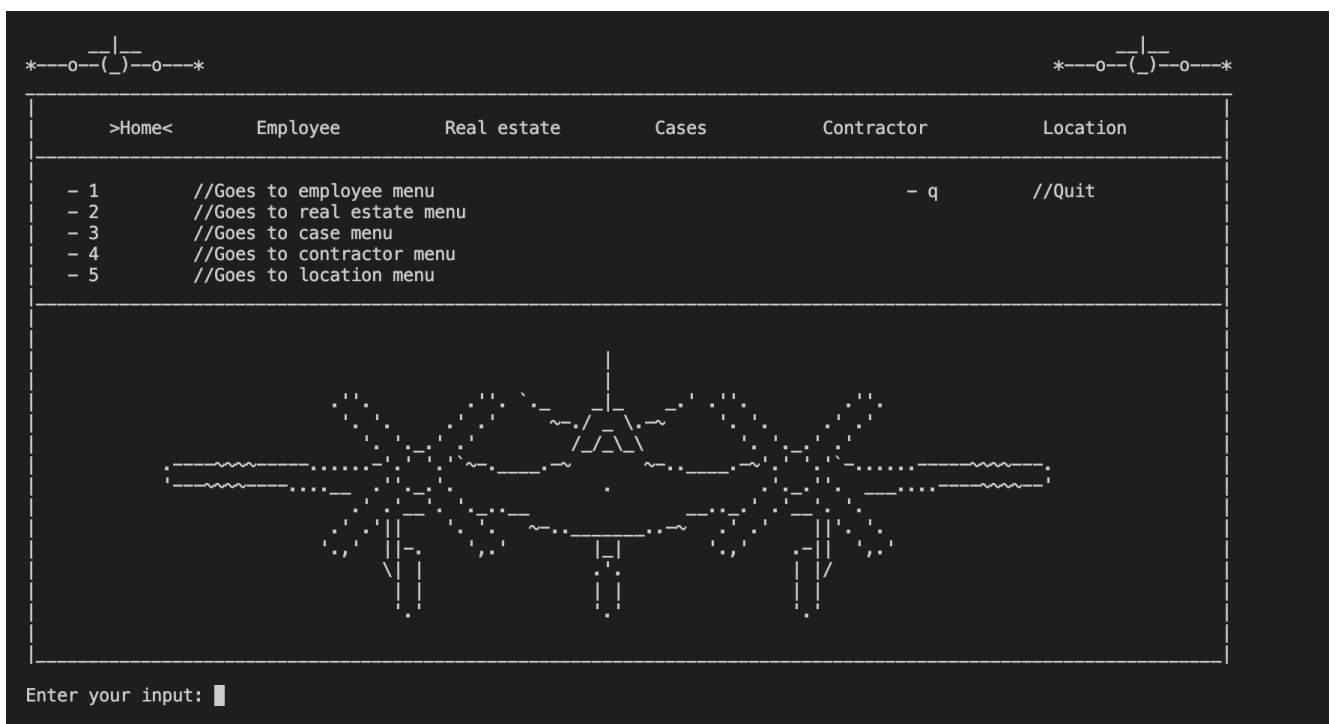 >Home< Employee Real estate Cases Contractor Location
- 1 //Goes to employee menu - q //Quit
- 2 //Goes to real estate menu
- 3 //Goes to case menu
- 4 //Goes to contractor menu
- 5 //Goes to location menu
Enter your input: